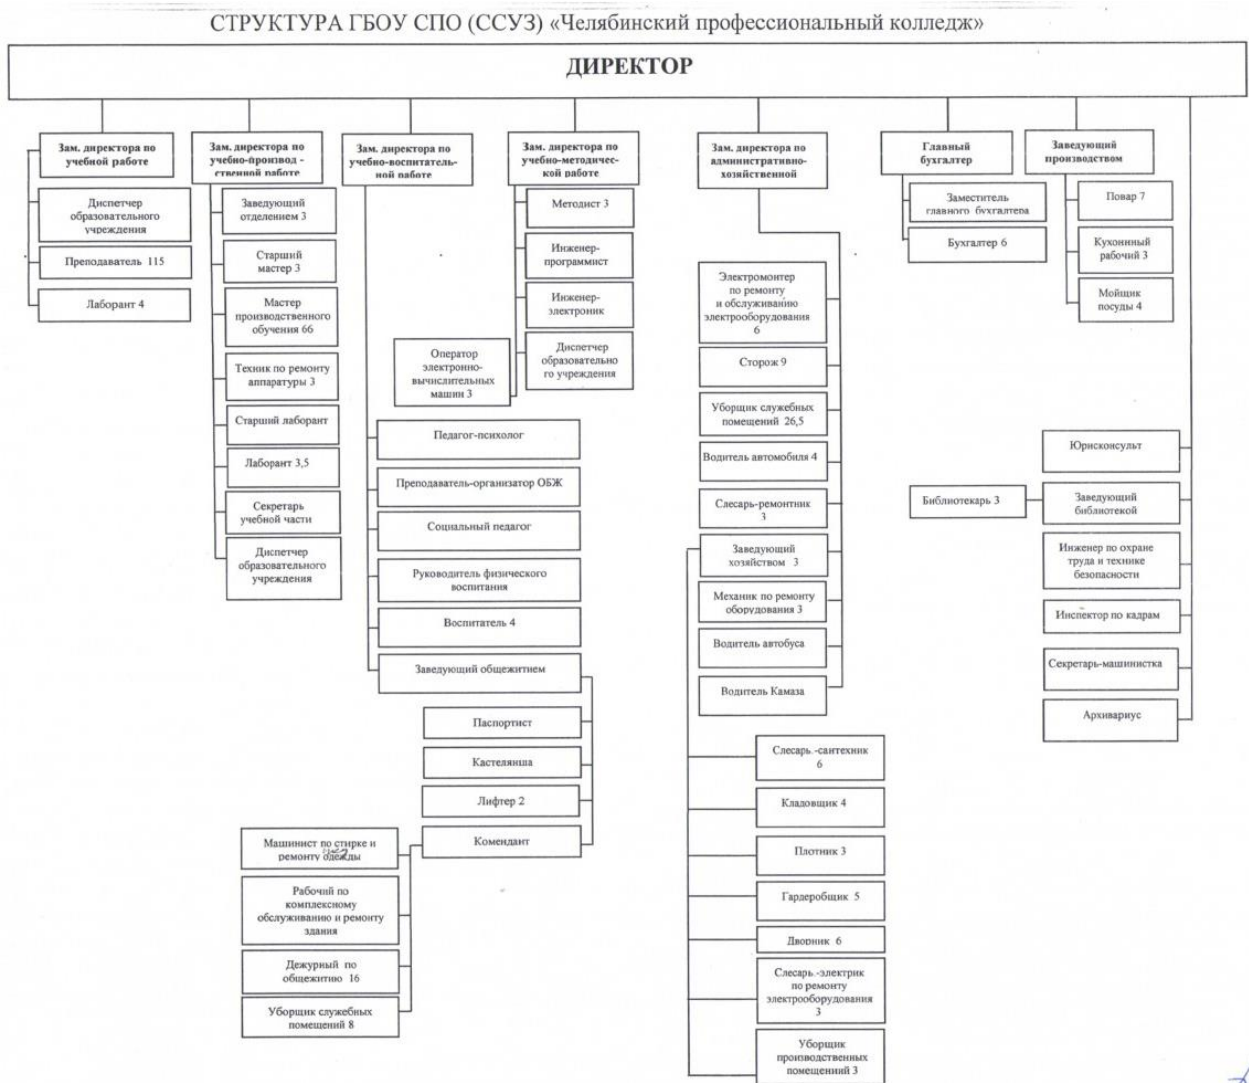 СТРУКТУРА ГБОУ СПО (ССУЗ) «Челябинский профессиональный колледж»
ДИРЕКТОР
Зам. директора по
учебной работе
Диспетчер
образовательного
учреждения
Преподаватель 115
Лаборант 4
Зам. директора по
учебно-производ -
ственной работе
Заведующий
отделением 3
Старший
мастер 3
Мастер
производственного
обучения 66
Техник по ремонту
аппаратуры 3
Старший лаборант
Лаборант 3,5
Секретарь
учебной части
Диспетчер
образовательного
учреждения
Зам. директора по
учебно-воспитатель-
ной работе
Педагог-психолог
Преподаватель-организатор ОБЖ
Социальный педагог
Руководитель физического
воспитания
Воспитатель 4
Заведующий общежитием
Паспортист
Кастелянша
Лифтер 2
Комендант
Машинист по стирке и
ремонту одежды
Рабочий по
комплексному
обслуживанию и ремонту
здания
Дежурный по
общежитию 16
Уборщик служебных
помещений 8
Зам. директора по
учебно-методичес-
кой работе
Методист 3
Инженер-
программист
Инженер-
электроник
Диспетчер
образовательно
го учреждения
Оператор
электронно-
вычислительных
машин 3
Зам. директора по
административно-
хозяйственной
Электромонтер
по ремонту
и обслуживанию
электрооборудования
6
Сторож 9
Уборщик служебных
помещений 26,5
Водитель автомобиля 4
Слесарь-ремонтник
3
Заведующий
хозяйством 3
Механик по ремонту
оборудования 3
Водитель автобуса
Водитель Камаза
Слесарь.-сантехник
6
Кладовщик 4
Плотник 3
Гардеробщик 5
Дворник 6
Слесарь.-электрик
по ремонту
электрооборудования
3
Уборщик
производственных
помещениий 3
Главный
бухгалтер
Заместитель
главного бухгалтера
Бухгалтер 6
Заведующий
производством
Повар 7
Кухонный
рабочий 3
Мойщик
посуды 4
Юрисконсульт
Библиотекарь 3
Заведующий
библиотекой
Инженер по охране
труда и технике
безопасности
Инспектор по кадрам
Секретарь-машинистка
Архивариус